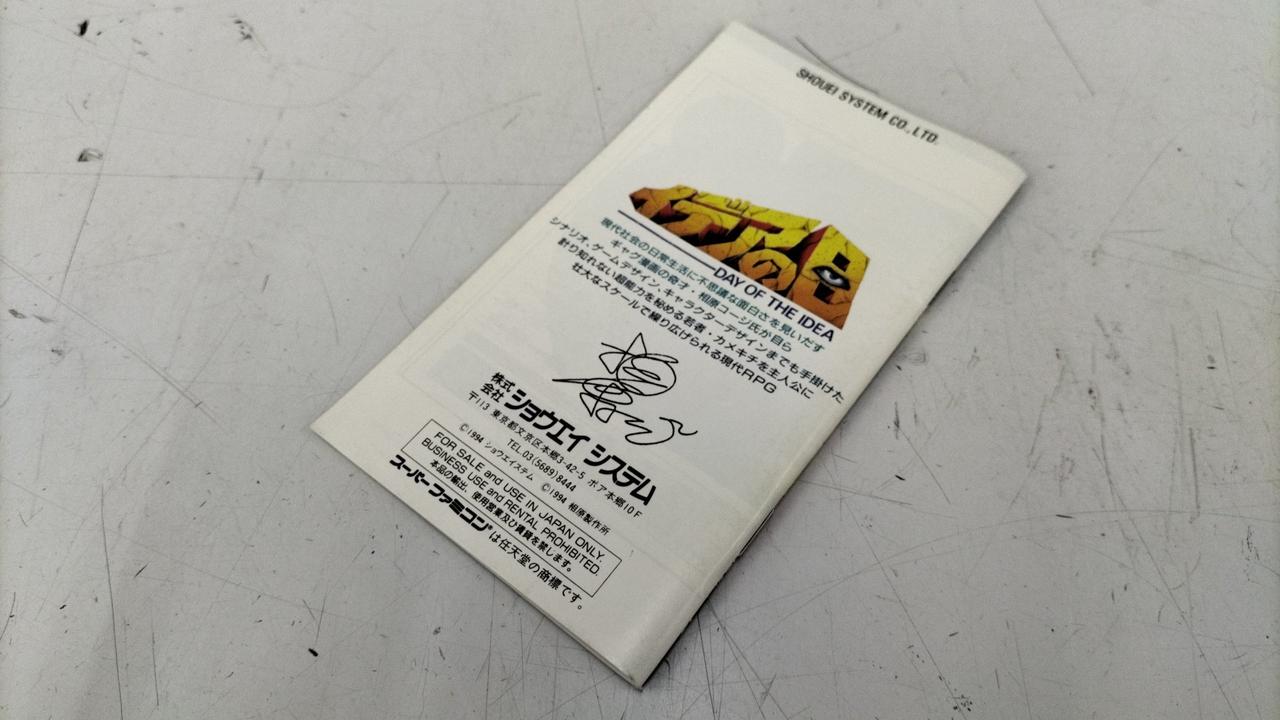 SHOUEI SYSTEM CO., LTD.
イデアの日
DAY OF THE IDEA
現代社会の日常生活に不思議な面白さを見いだす
ギャグ漫画の奇才・相原コージ氏が自ら
シナリオ、ゲームデザイン、キャラクターデザインまでも手掛けた
計り知れない超能力を秘める若者・カメキチを主人公に
壮大なスケールで繰り広げられる現代RPG
株式会社 ショウエイ システム
〒113 東京都文京区本郷3-42-5 ボア本郷10F
TEL.03(5689)8444
©1994 ショウエイシステム ©1994 相原製作所
FOR SALE and USE IN JAPAN ONLY.
BUSINESS USE and RENTAL PROHIBITED.
本品の輸出、使用営業及び賃貸を禁じます。
スーパーファミコン®は任天堂の商標です。